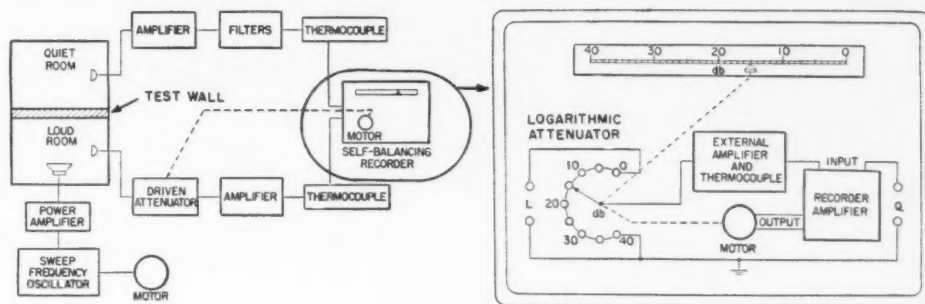 AMPLIFIER
FILTERS
THERMOCOUPLE
QUIET
ROOM
TEST WALL
LOUD
ROOM
MOTOR
SELF-BALANCING
RECORDER
DRIVEN
ATTENUATOR
AMPLIFIER
THERMOCOUPLE
POWER
AMPLIFIER
SWEEP
FREQUENCY
OSCILLATOR
MOTOR
40 30 20 10 0
db
LOGARITHMIC
ATTENUATOR
10 0
L 20 db
30 40
EXTERNAL
AMPLIFIER
AND
THERMOCOUPLE
INPUT
RECORDER
AMPLIFIER
Q
OUTPUT
MOTOR